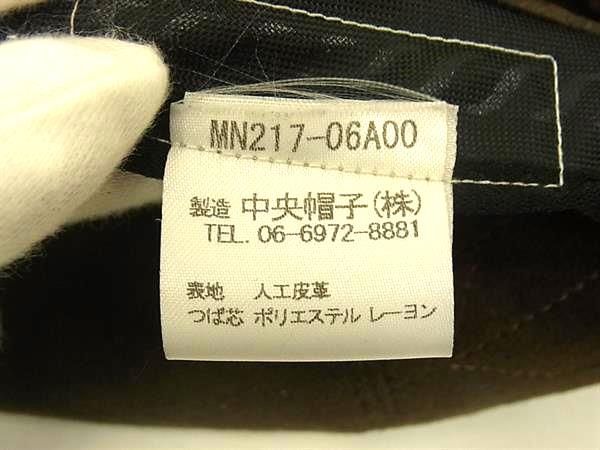 MN217-06A00
製造 中央帽子(株)
TEL. 06-6972-8881
表地 人工皮革
つば芯 ポリエステル レーヨン